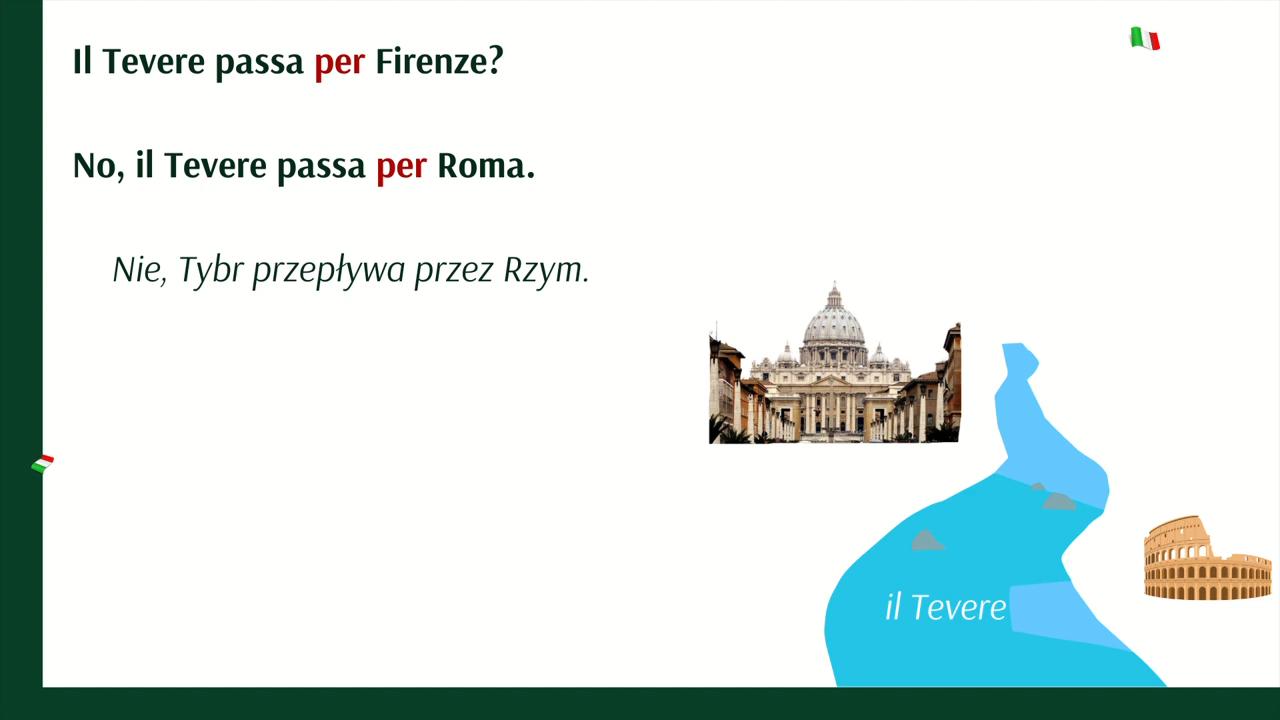 Il Tevere passa per Firenze?
No, il Tevere passa per Roma.
Nie, Tybr przepływa przez Rzym.
il Tevere